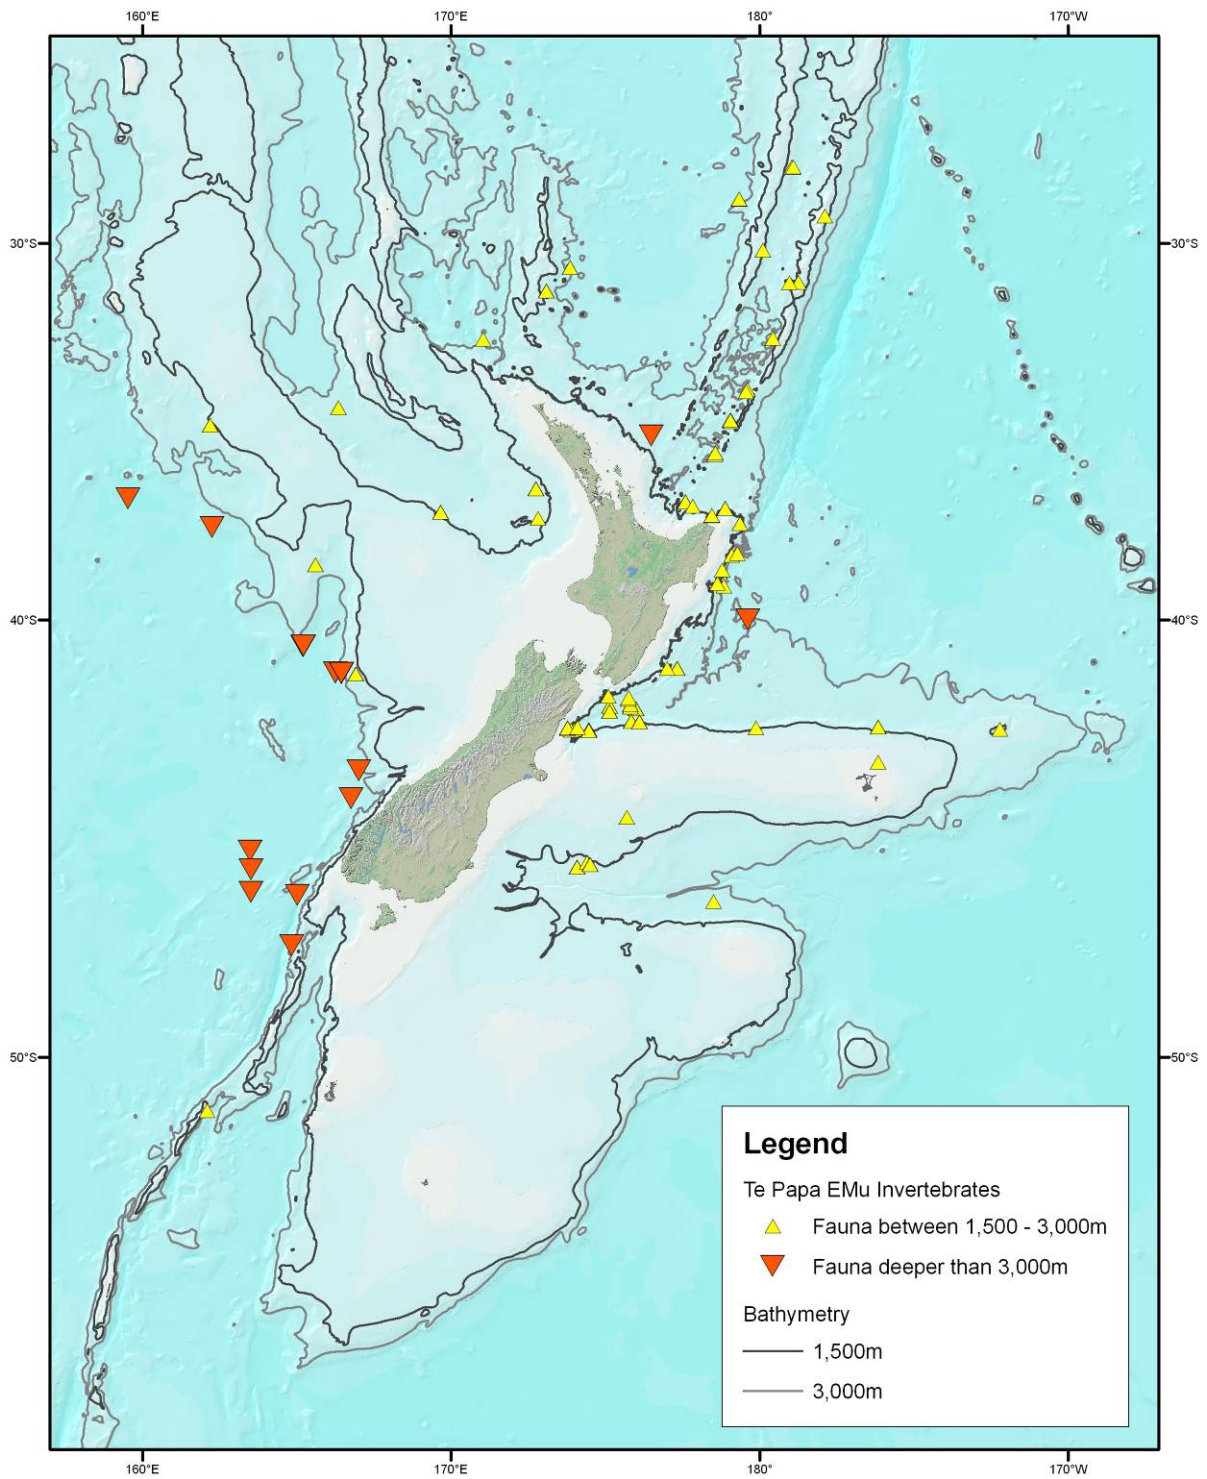 160°E 170°E 180° 170°W
30°S 30°S
40°S 40°S
50°S 50°S
Legend
Te Papa EMu Invertebrates
Fauna between 1,500 - 3,000m
Fauna deeper than 3,000m
Bathymetry
1,500m
3,000m
160°E 170°E 180° 170°W